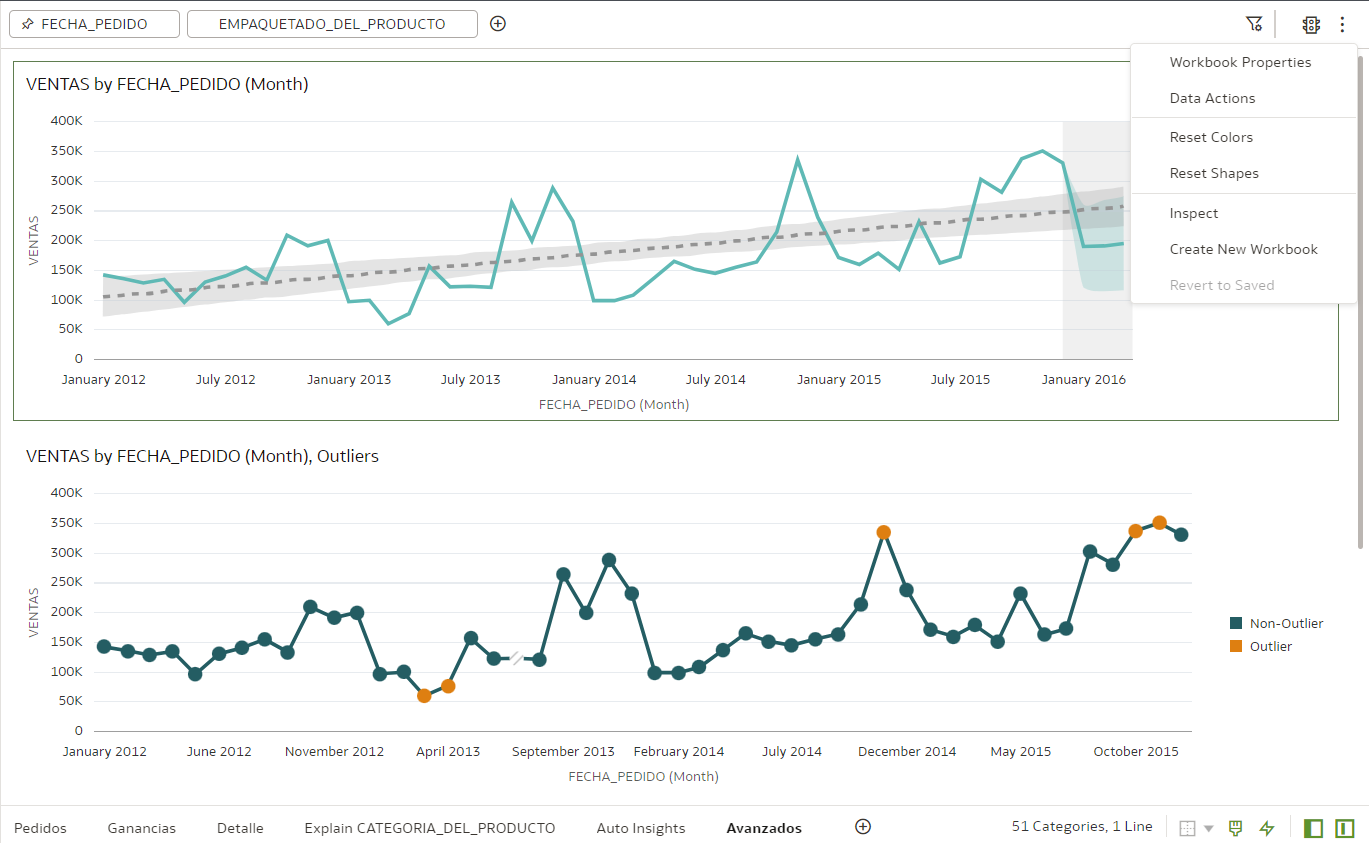 FECHA_PEDIDO
EMPAQUETADO_DEL_PRODUCTO
Workbook Properties
Data Actions
Reset Colors
Reset Shapes
Inspect
Create New Workbook
Revert to Saved
VENTAS by FECHA_PEDIDO (Month)
400K
350K
300K
250K
200K
150K
100K
50K
0
VENTAS
January 2012
July 2012
January 2013
July 2013
January 2014
July 2014
January 2015
July 2015
January 2016
FECHA_PEDIDO (Month)
VENTAS by FECHA_PEDIDO (Month), Outliers
400K
350K
300K
250K
200K
150K
100K
50K
0
VENTAS
January 2012
June 2012
November 2012
April 2013
September 2013
February 2014
July 2014
December 2014
May 2015
October 2015
FECHA_PEDIDO (Month)
Non-Outlier
Outlier
Pedidos
Ganancias
Detalle
Explain CATEGORIA_DEL_PRODUCTO
Auto Insights
Avanzados
51 Categories, 1 Line